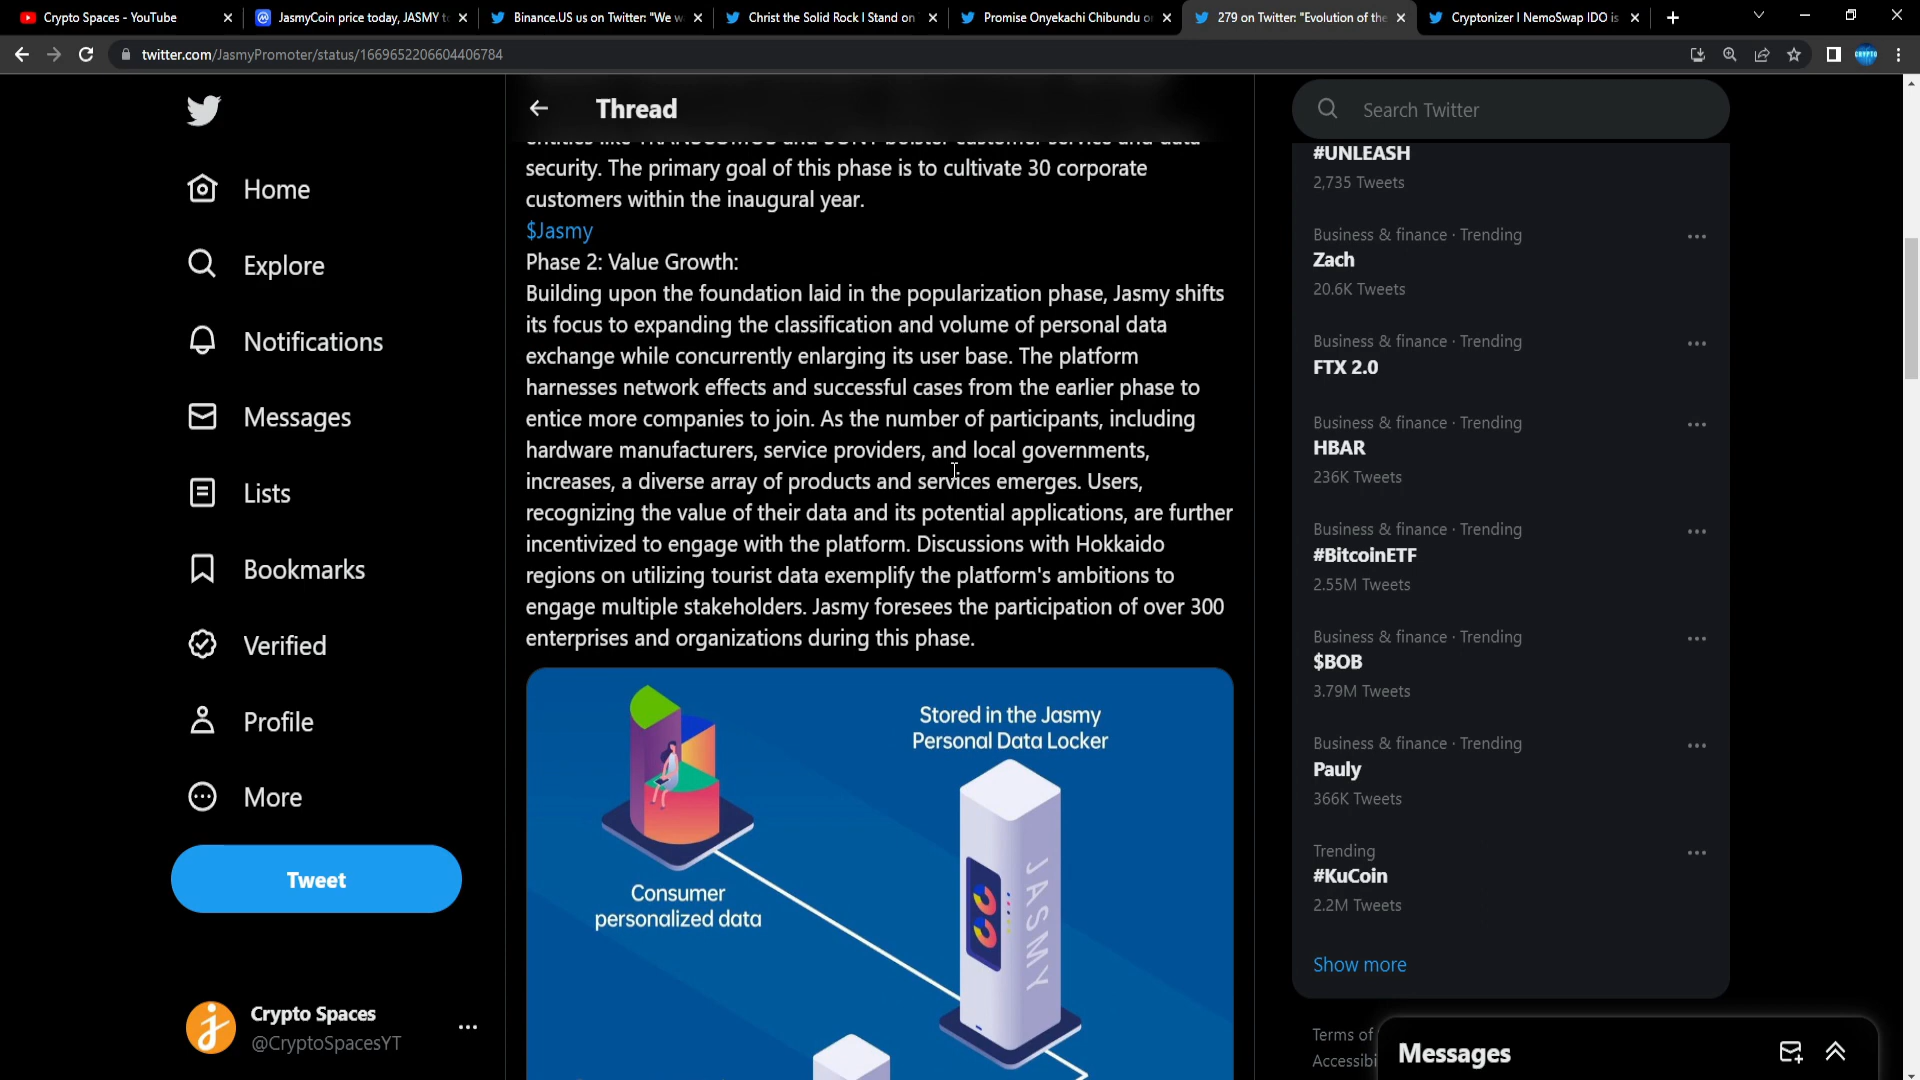 Crypto Spaces - YouTube
JasmyCoin price today, JASMY to
Binance.US us on Twitter: "We w
Christ the Solid Rock I Stand on
Promise Onyekachi Chibundu o
279 on Twitter: "Evolution of the
Cryptonizer I NemoSwap IDO is
twitter.com/JasmyPromoter/status/1669652206604406784
CRYPTO
Home
Explore
Notifications
Messages
Lists
Bookmarks
Verified
Profile
More
Tweet
Crypto Spaces
@CryptoSpacesYT
Thread
security. The primary goal of this phase is to cultivate 30 corporate
customers within the inaugural year.
$Jasmy
Phase 2: Value Growth:
Building upon the foundation laid in the popularization phase, Jasmy shifts
its focus to expanding the classification and volume of personal data
exchange while concurrently enlarging its user base. The platform
harnesses network effects and successful cases from the earlier phase to
entice more companies to join. As the number of participants, including
hardware manufacturers, service providers, and local governments,
increases, a diverse array of products and services emerges. Users,
recognizing the value of their data and its potential applications, are further
incentivized to engage with the platform. Discussions with Hokkaido
regions on utilizing tourist data exemplify the platform's ambitions to
engage multiple stakeholders. Jasmy foresees the participation of over 300
enterprises and organizations during this phase.
Stored in the Jasmy
Personal Data Locker
Consumer
personalized data
JASMY
Search Twitter
#UNLEASH
2,735 Tweets
Business & finance · Trending
Zach
20.6K Tweets
Business & finance · Trending
FTX 2.0
Business & finance · Trending
HBAR
236K Tweets
Business & finance · Trending
#BitcoinETF
2.55M Tweets
Business & finance · Trending
$BOB
3.79M Tweets
Business & finance · Trending
Pauly
366K Tweets
Trending
#KuCoin
2.2M Tweets
Show more
Terms of
Accessibi
Messages